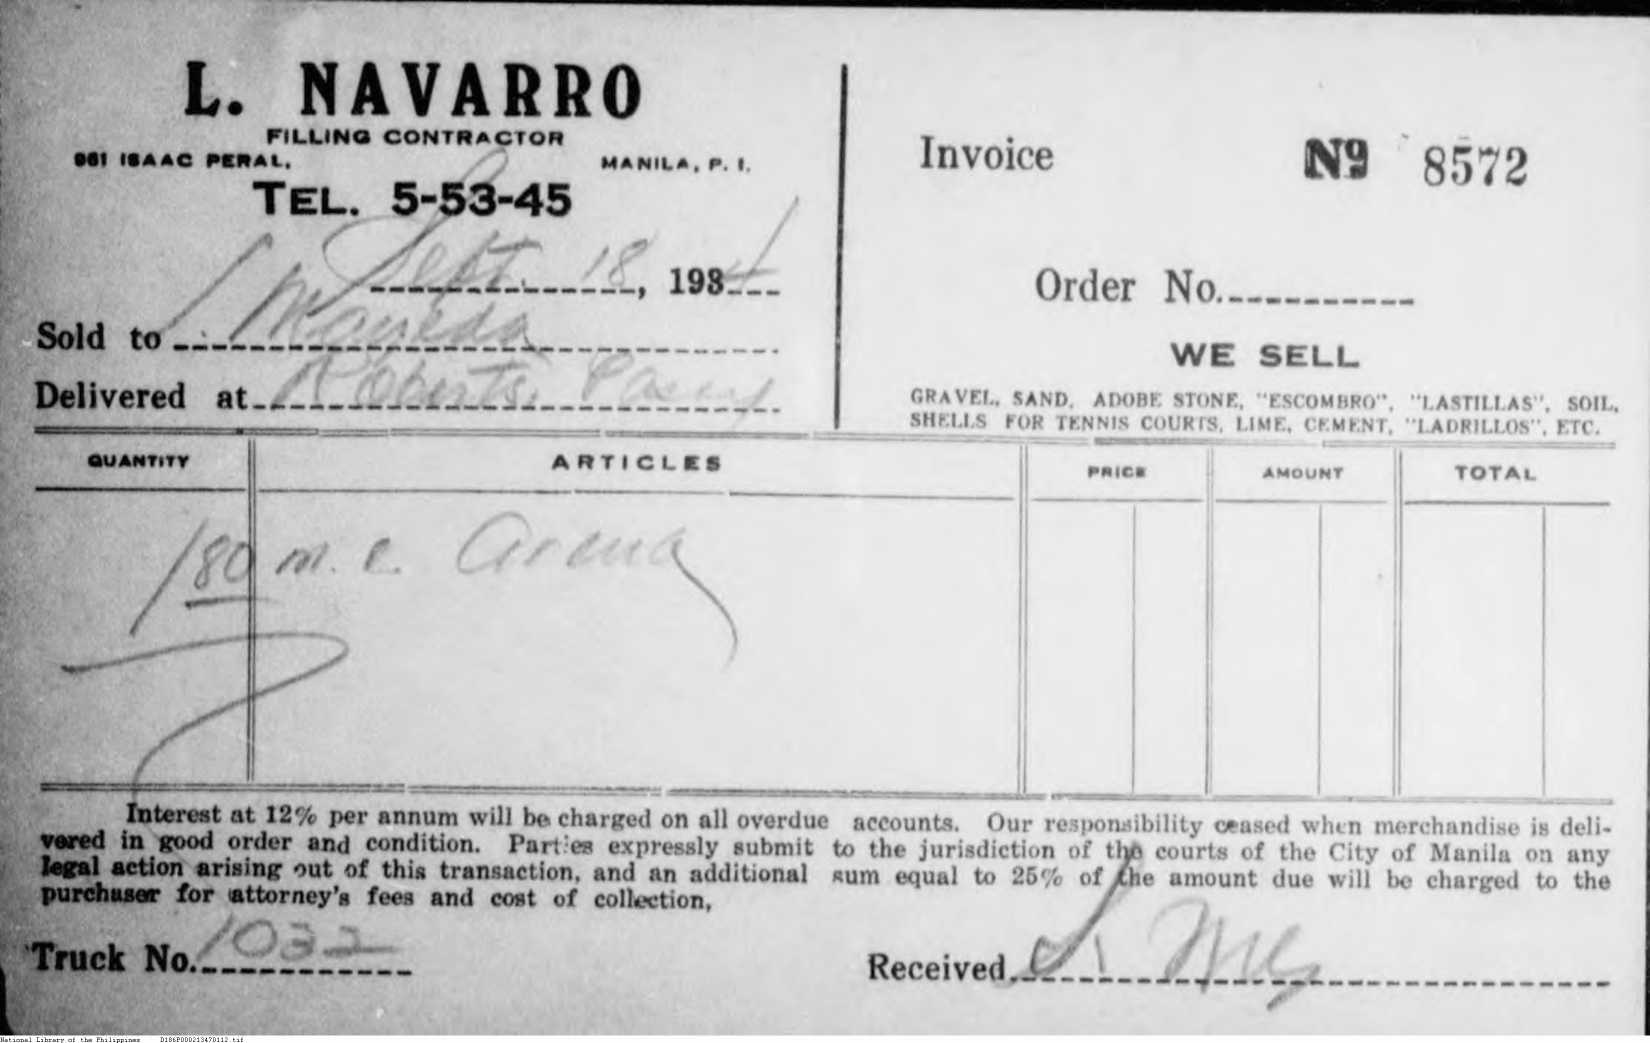 L. NAVARRO
FILLING CONTRACTOR
961 ISAAC PERAL, MANILA, P. I.
TEL. 5-53-45
Invoice Nº 8572
Sept. 18, 1934
Order No.
Sold to
Delivered at Roberts, Pasay
WE SELL
GRAVEL, SAND, ADOBE STONE, "ESCOMBRO", "LASTILLAS", SOIL,
SHELLS FOR TENNIS COURTS, LIME, CEMENT, "LADRILLOS", ETC.
QUANTITY ARTICLES PRICE AMOUNT TOTAL
180 m. c. Arena
Interest at 12% per annum will be charged on all overdue accounts. Our responsibility ceased when merchandise is deli-
vered in good order and condition. Parties expressly submit to the jurisdiction of the courts of the City of Manila on any
legal action arising out of this transaction, and an additional sum equal to 25% of the amount due will be charged to the
purchaser for attorney's fees and cost of collection,
Truck No. 1032
Received
National Library of the Philippines D186P000213470112.tif